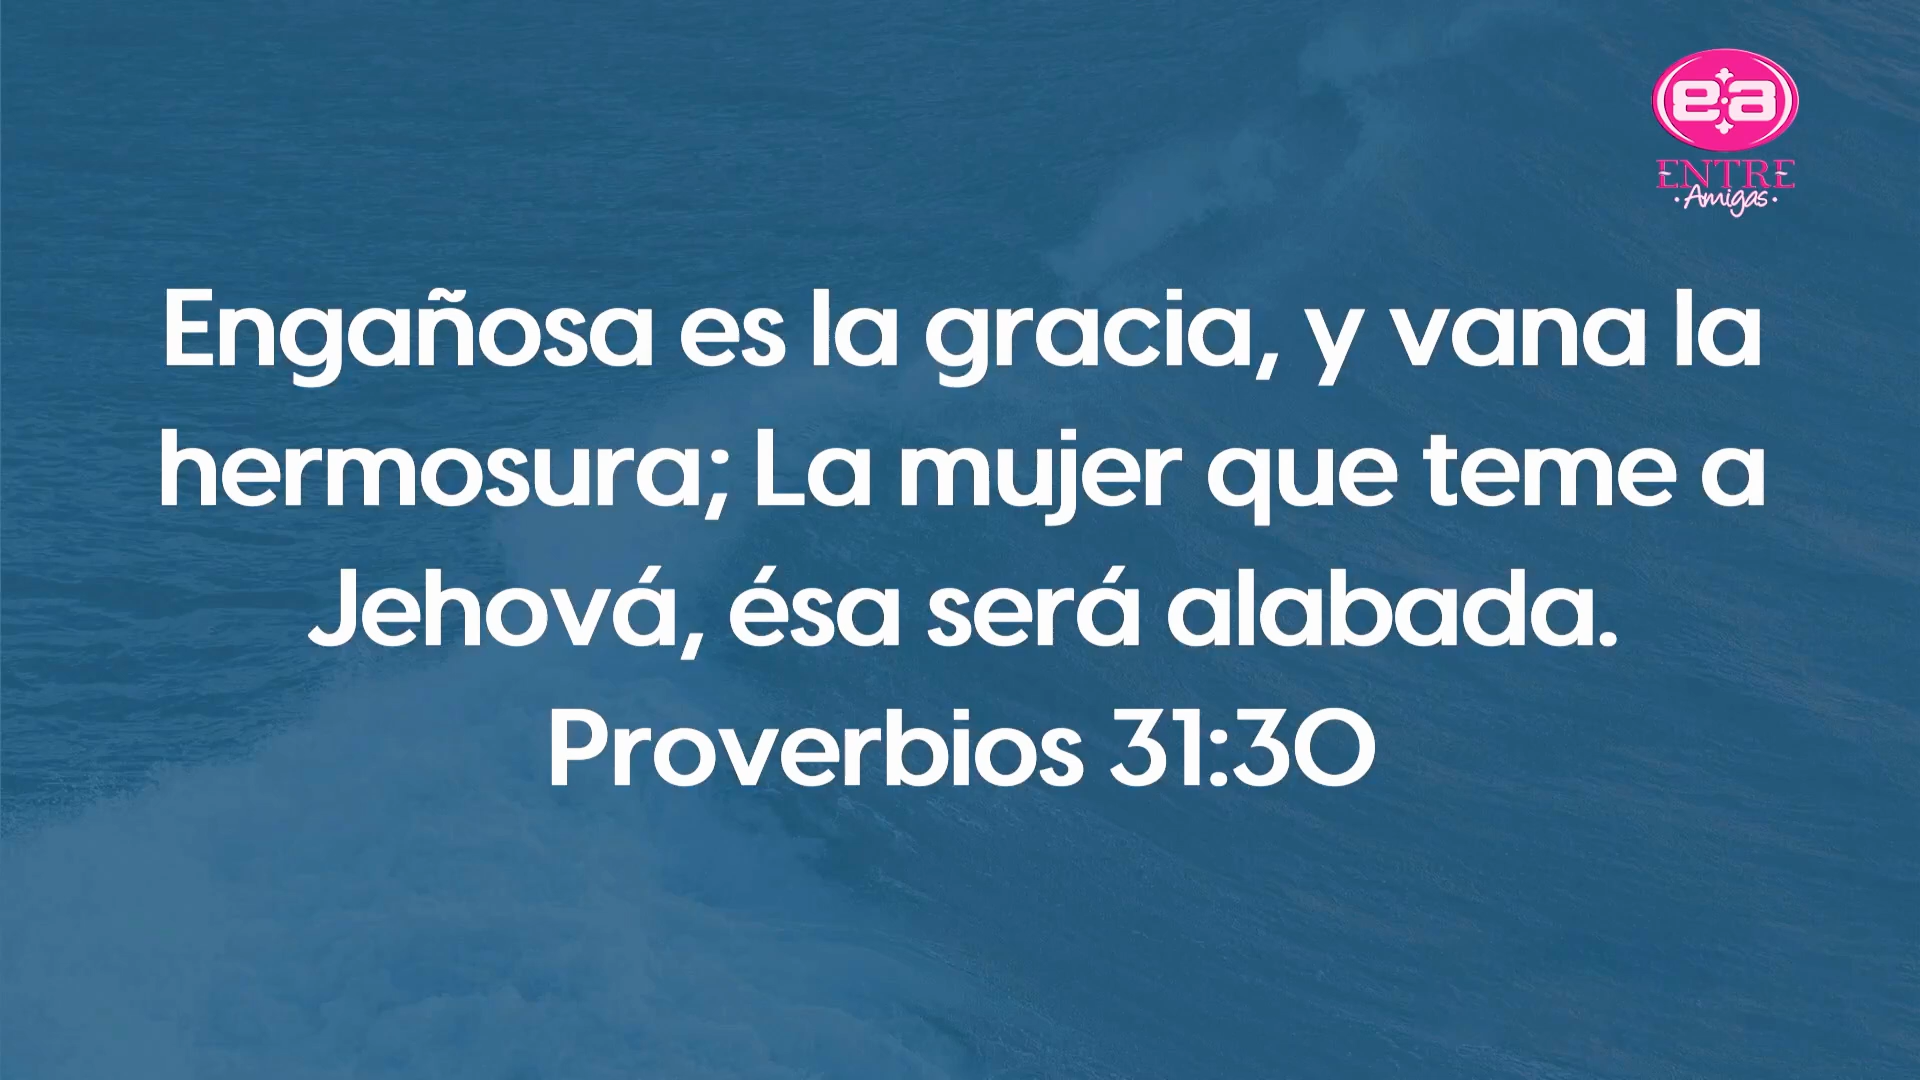 e:a
ENTRE
Amigas
Engañosa es la gracia, y vana la
hermosura; La mujer que teme a
Jehová, ésa será alabada.
Proverbios 31:30